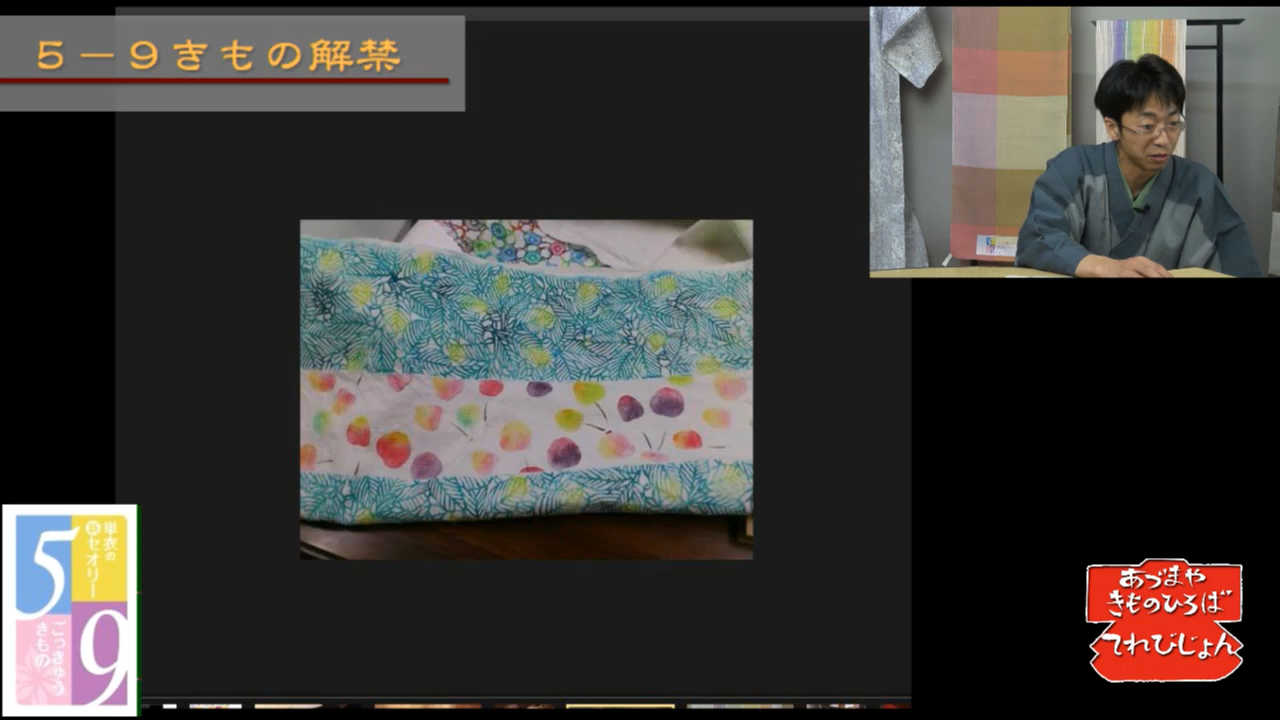 5－9きもの解禁
単衣の
新セオリー
5
9
ごっきゅう
きもの
あづまや
きものひろば
てれびじょん